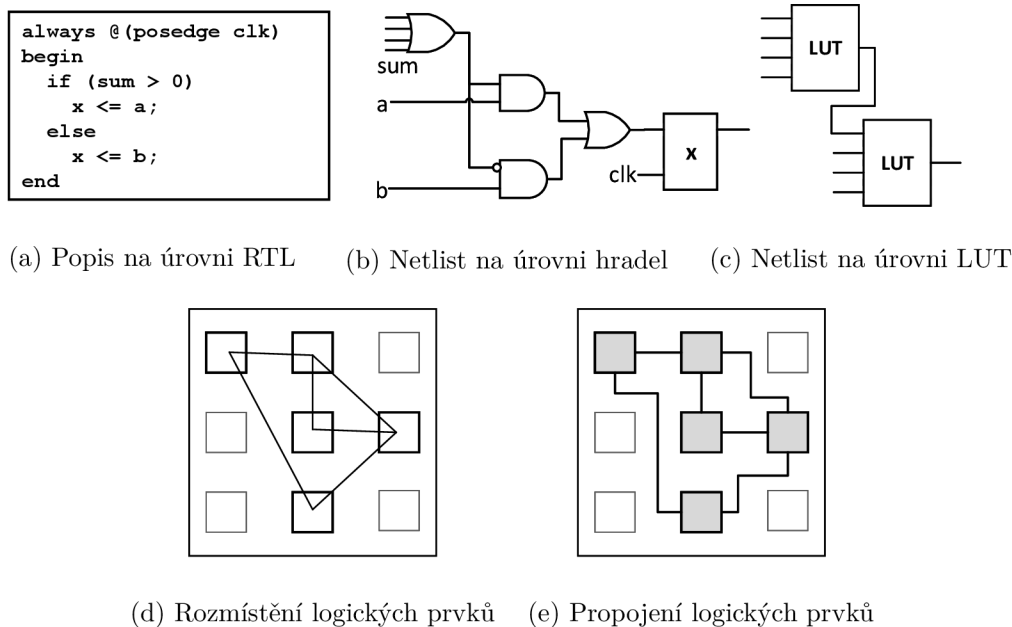 always @(posedge clk)
begin
if (sum > 0)
x <= a;
else
x <= b;
end
sum
a
b
clk
x
LUT
LUT
(a) Popis na úrovni RTL
(b) Netlist na úrovni hradel
(c) Netlist na úrovni LUT
(d) Rozmístění logických prvků
(e) Propojení logických prvků